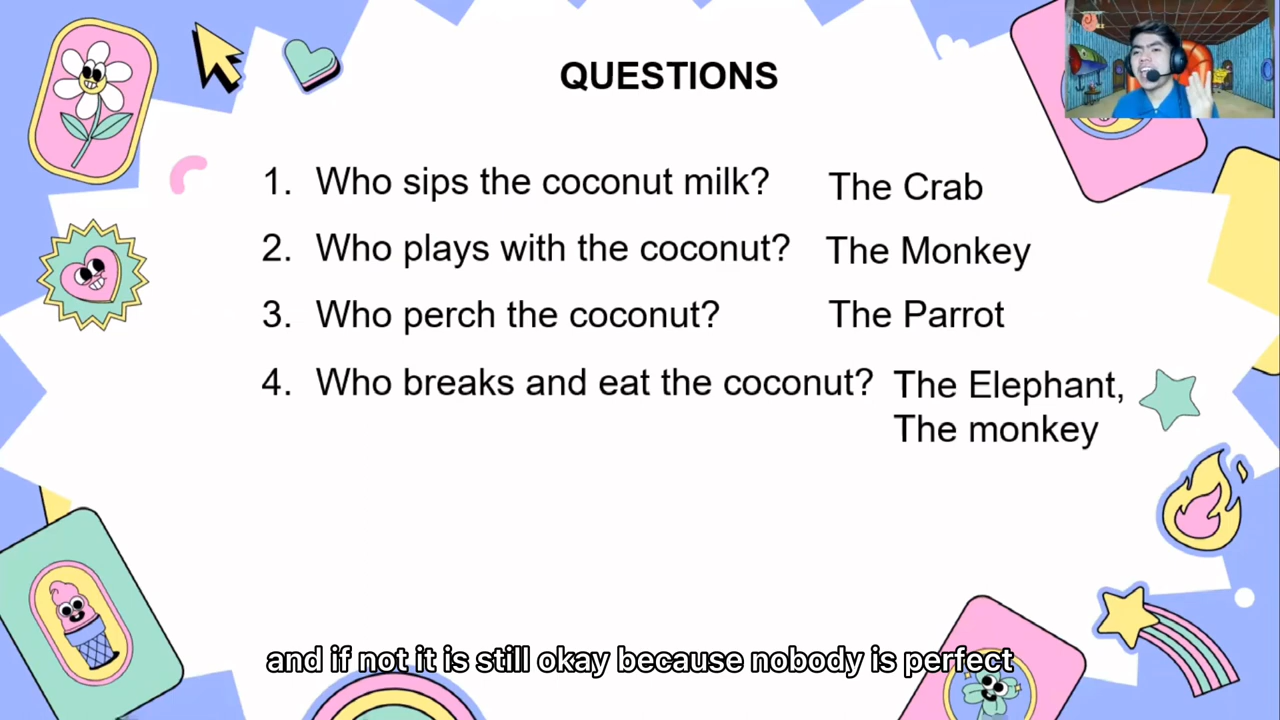 QUESTIONS
1. Who sips the coconut milk? The Crab
2. Who plays with the coconut? The Monkey
3. Who perch the coconut? The Parrot
4. Who breaks and eat the coconut? The Elephant,
The monkey
and if not it is still okay because nobody is perfect